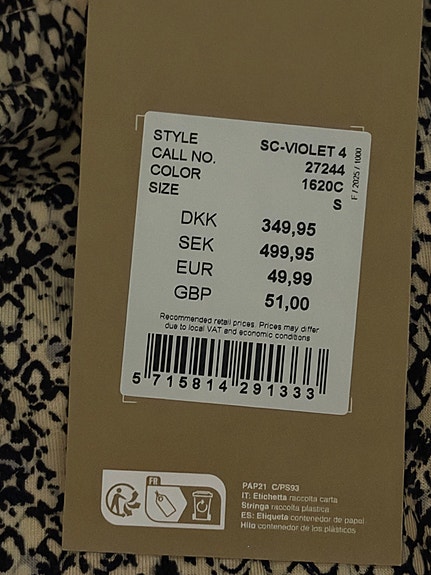 STYLE SC-VIOLET 4
CALL NO. 27244
COLOR 1620C
SIZE S
F / 2025 / 1000
DKK 349,95
SEK 499,95
EUR 49,99
GBP 51,00
Recommended retail prices. Prices may differ
due to local VAT and economic conditions
5 715814 291333
FR
PAP21 C/PS93
IT: Etichetta raccolta carta
Stringa raccolta plastica
ES: Etiqueta contenedor de papel
Hilo contenedor de los plásticos